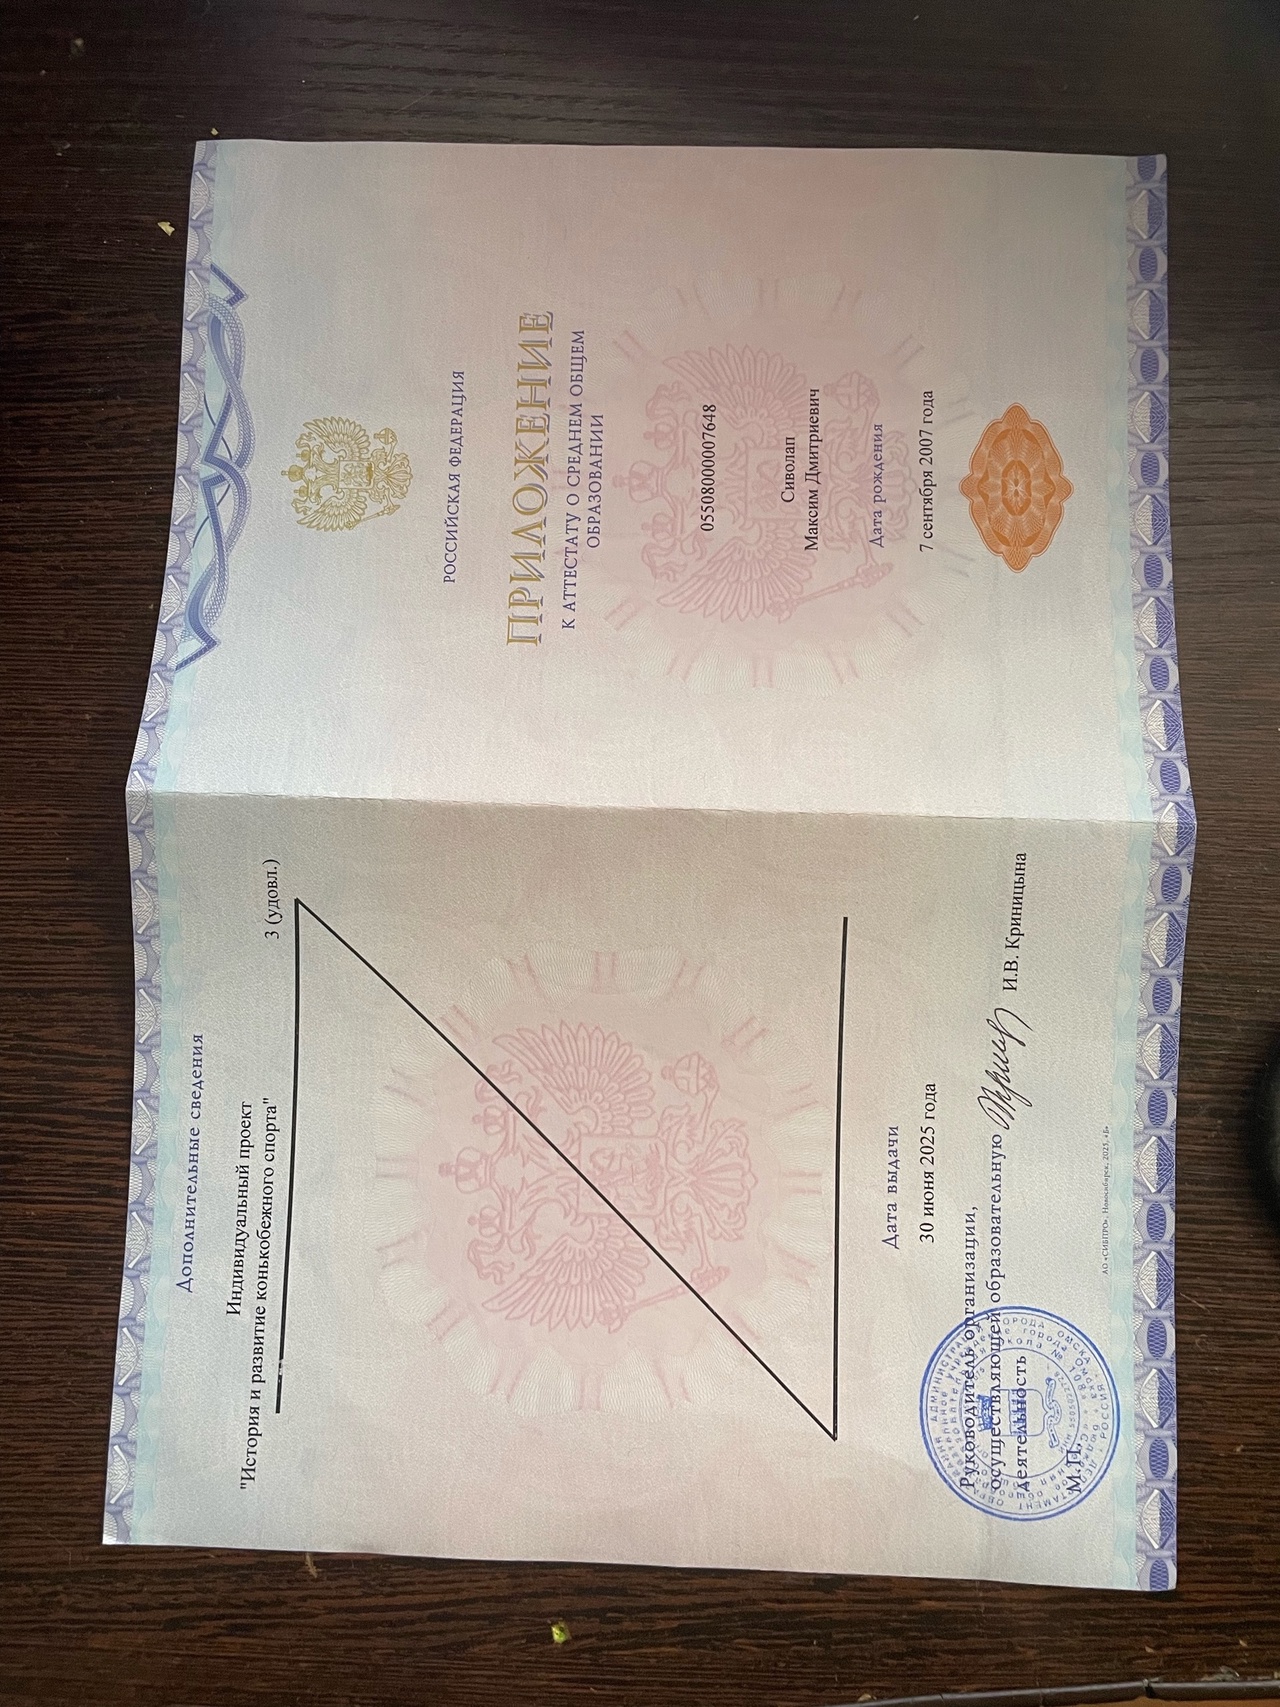 Дополнительные сведения
Индивидуальный проект
"История и развитие конькобежного спорта"
3 (удовл.)
Дата выдачи
30 июня 2025 года
Руководитель организации,
осуществляющей образовательную
деятельность
И.В. Криницына
М.П.
АО «СИБПРО», Новосибирск, 2025, «Б»
РОССИЙСКАЯ ФЕДЕРАЦИЯ
ПРИЛОЖЕНИЕ
К АТТЕСТАТУ О СРЕДНЕМ ОБЩЕМ
ОБРАЗОВАНИИ
05508000007648
Сиволап
Максим Дмитриевич
Дата рождения
7 сентября 2007 года